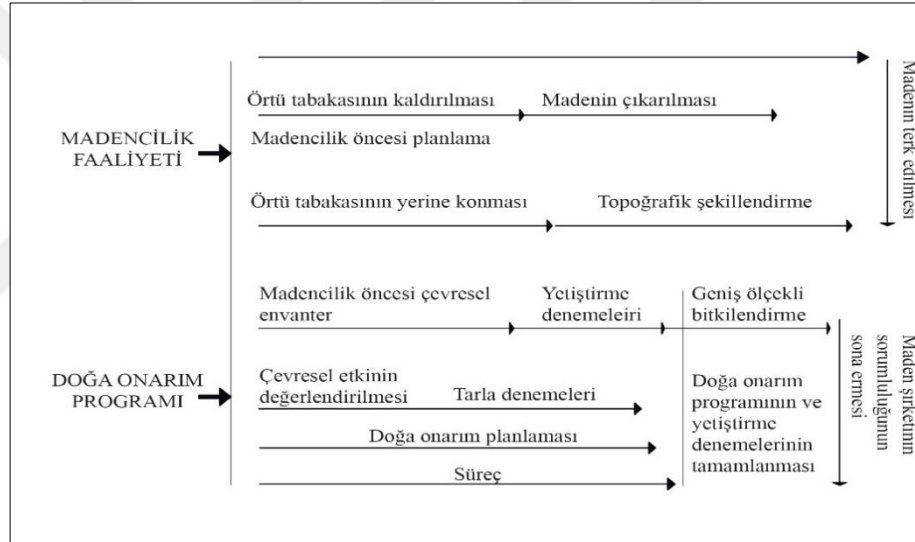 Örtü tabakasının kaldırılması
Madenin çıkarılması
MADENCİLİK
FAALİYETİ
Madencilik öncesi planlama
Örtü tabakasının yerine konması
Topoğrafik şekillendirme
Madenin terk edilmesi
Madencilik öncesi çevresel
envanter
Yetiştirme
denemeleiri
Geniş ölçekli
bitkilendirme
DOĞA ONARIM
PROGRAMI
Çevresel etkinin
değerlendirilmesi
Tarla denemeleri
Doğa onarım planlaması
Süreç
Doğa onarım
programının ve
yetiştirme
denemelerinin
tamamlanması
Maden şirketının
sorumluluğunun
sona ermesi